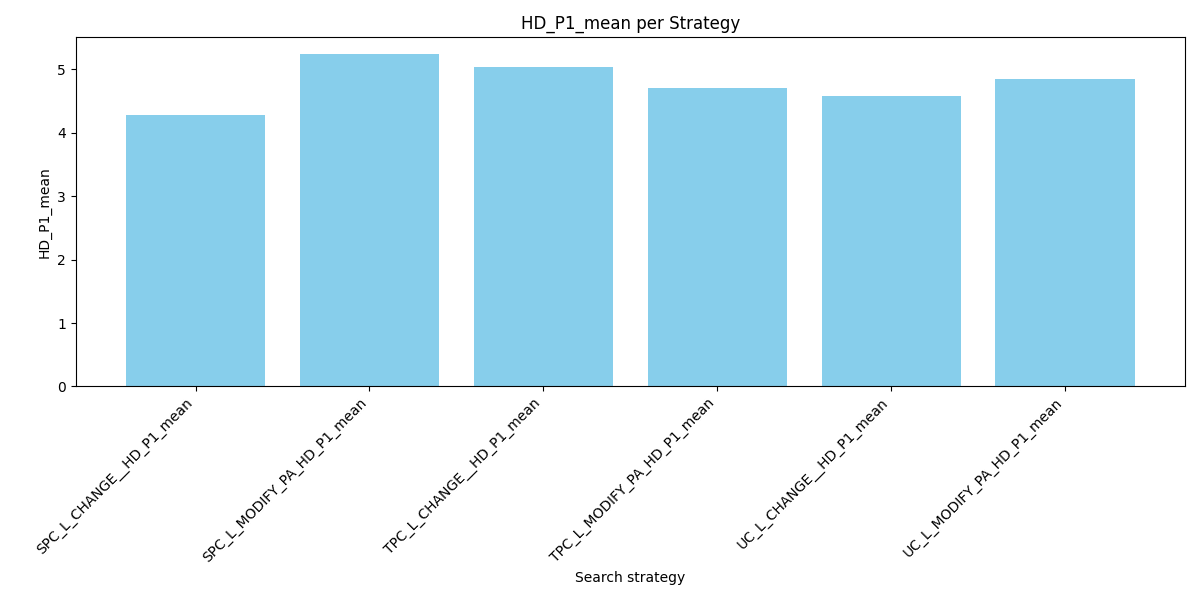 HD_P1_mean per Strategy
HD_P1_mean
5
4
3
2
1
0
SPC_L_CHANGE__HD_P1_mean
SPC_L_MODIFY_PA_HD_P1_mean
TPC_L_CHANGE__HD_P1_mean
TPC_L_MODIFY_PA_HD_P1_mean
UC_L_CHANGE__HD_P1_mean
UC_L_MODIFY_PA_HD_P1_mean
Search strategy